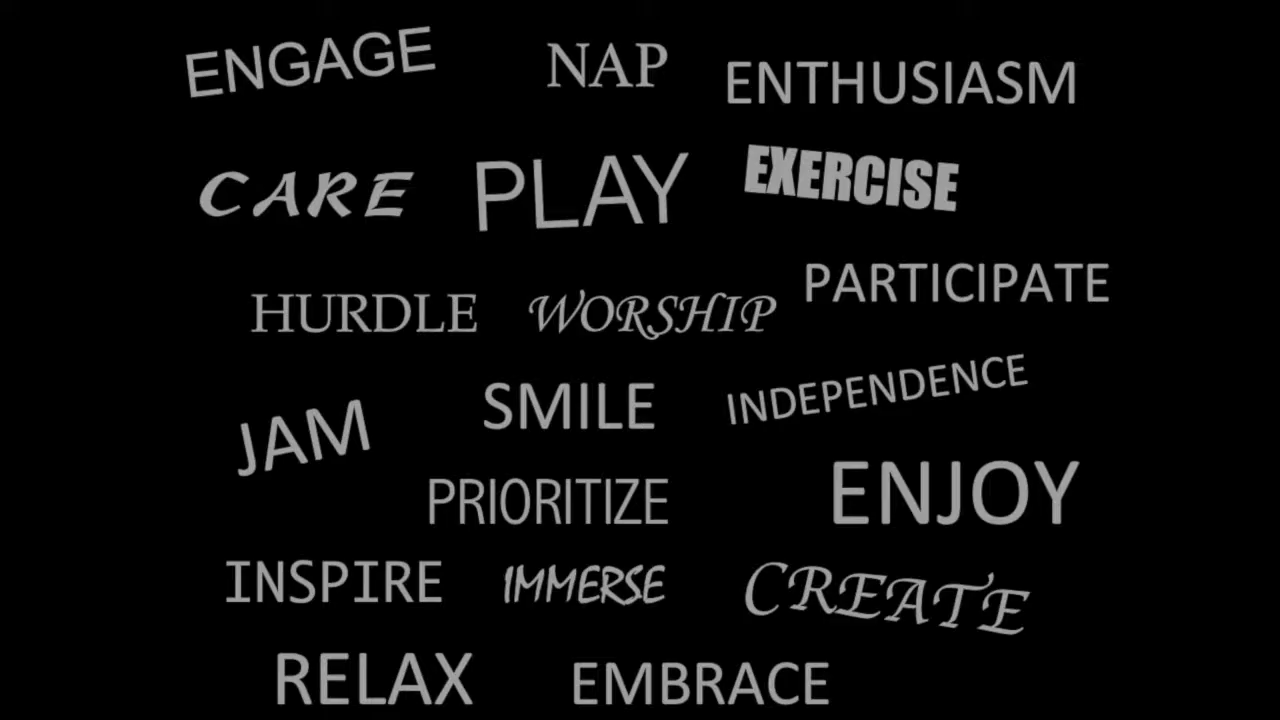 ENGAGE NAP ENTHUSIASM
CARE PLAY EXERCISE
HURDLE WORSHIP PARTICIPATE
JAM SMILE INDEPENDENCE
PRIORITIZE ENJOY
INSPIRE IMMERSE CREATE
RELAX EMBRACE